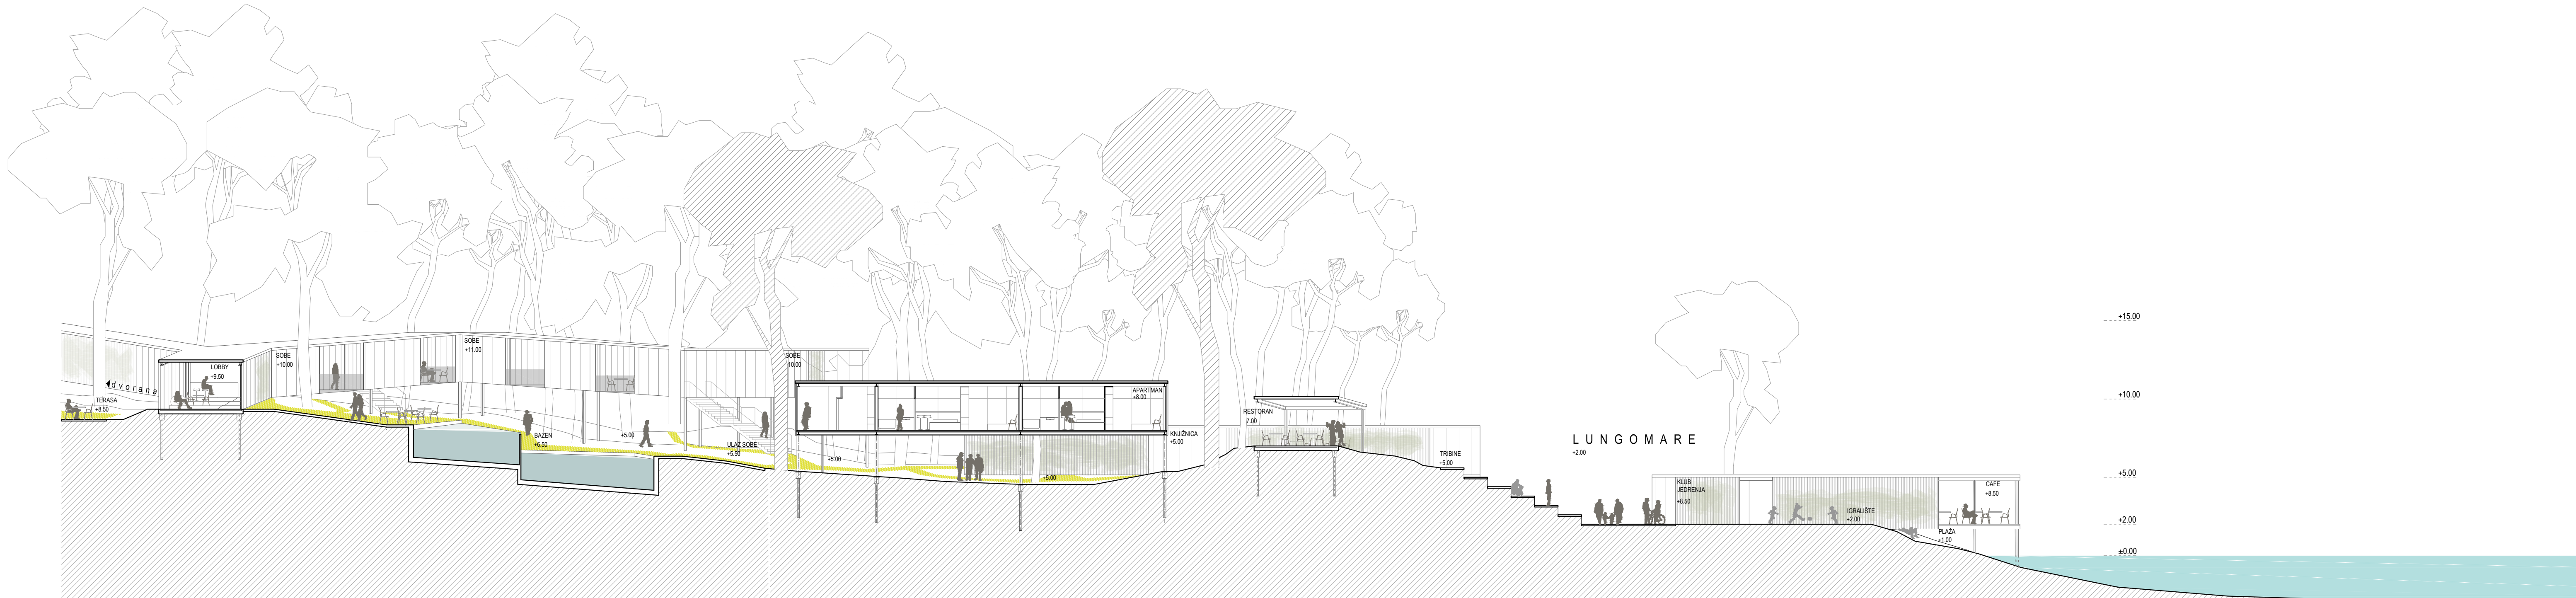 dvorana
TERASA
+8.50
LOBBY
+9.50
SOBE
+10.00
SOBE
+11.00
BAZEN
+6.50
+5.00
ULAZ SOBE
+5.50
SOBE
10.00
+5.00
APARTMAN
+8.00
KNJIŽNICA
+5.00
+5.00
RESTORAN
7.00
TRIBINE
+5.00
LUNGOMARE
+2.00
KLUB
JEDRENJA
+8.50
IGRALIŠTE
+2.00
CAFE
+8.50
PLAŽA
+1.00
+15.00
+10.00
+5.00
+2.00
±0.00